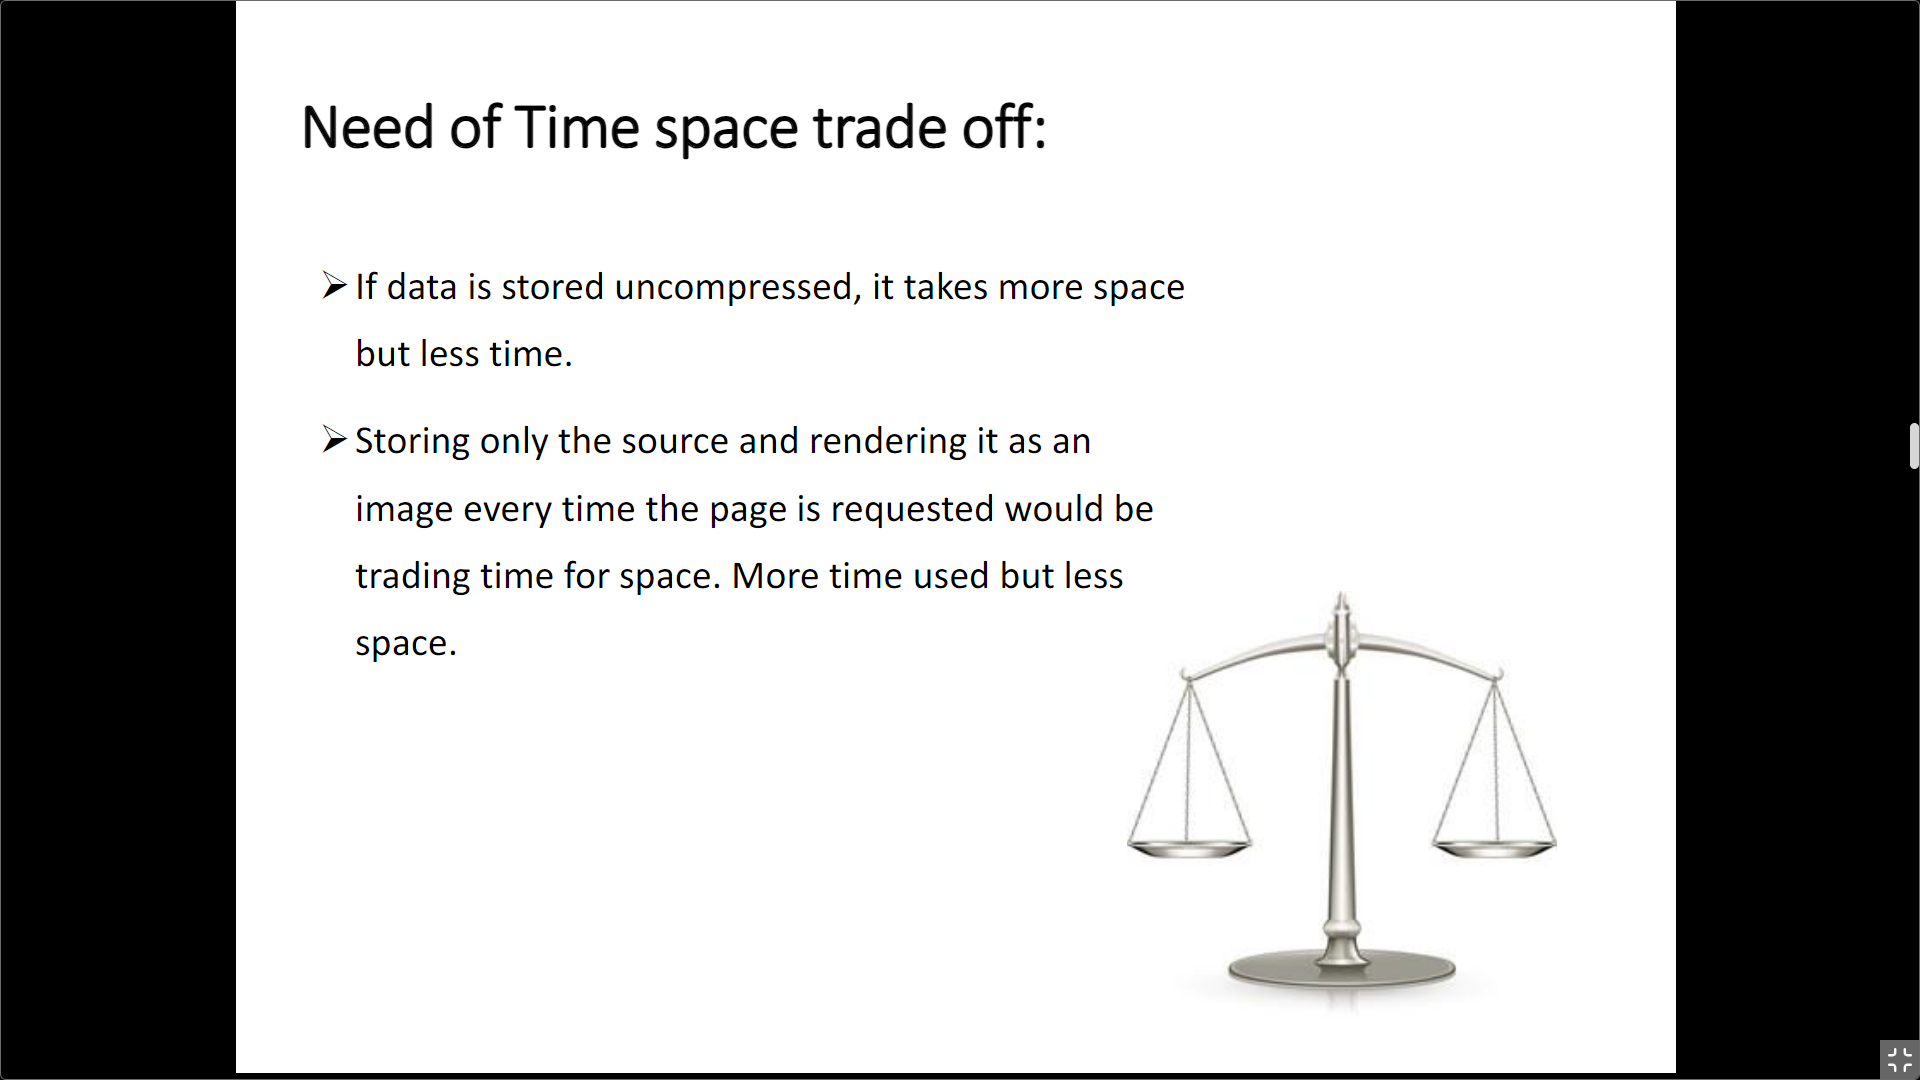 Need of Time space trade off:
➢ If data is stored uncompressed, it takes more space
but less time.
➢ Storing only the source and rendering it as an
image every time the page is requested would be
trading time for space. More time used but less
space.